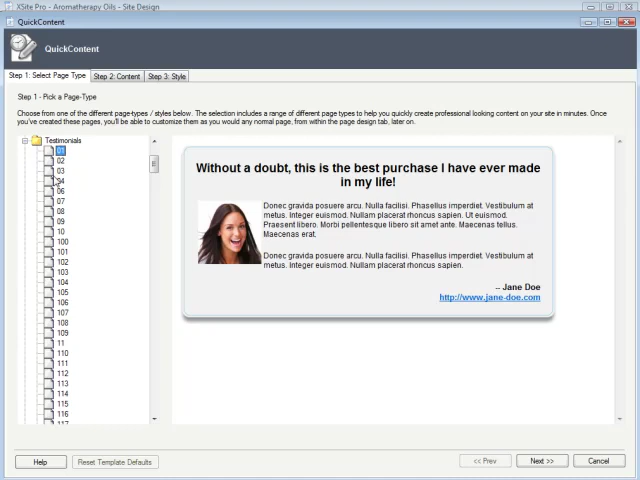 XSite Pro - Aromatherapy Oils - Site Design
QuickContent
QuickContent
Step 1: Select Page Type
Step 2: Content
Step 3: Style
Step 1 - Pick a Page-Type
Choose from one of the different page-types / styles below. The selection includes a range of different page types to help you quickly create professional looking content on your site in minutes. Once
you've created these pages, you'll be able to customize them as you would any normal page, from within the page design tab, later on.
Testimonials
01
02
03
04
06
07
08
09
10
100
101
102
103
104
105
106
107
108
109
11
110
111
112
113
114
115
116
117
Without a doubt, this is the best purchase I have ever made
in my life!
Donec gravida posuere arcu. Nulla facilisi. Phasellus imperdiet. Vestibulum at
metus. Integer euismod. Nullam placerat rhoncus sapien. Ut euismod.
Praesent libero. Morbi pellentesque libero sit amet ante. Maecenas tellus.
Maecenas erat.
Donec gravida posuere arcu. Nulla facilisi. Phasellus imperdiet. Vestibulum at
metus. Integer euismod. Nullam placerat rhoncus sapien.
-- Jane Doe
http://www.jane-doe.com
Help
Reset Template Defaults
<< Prev
Next >>
Cancel